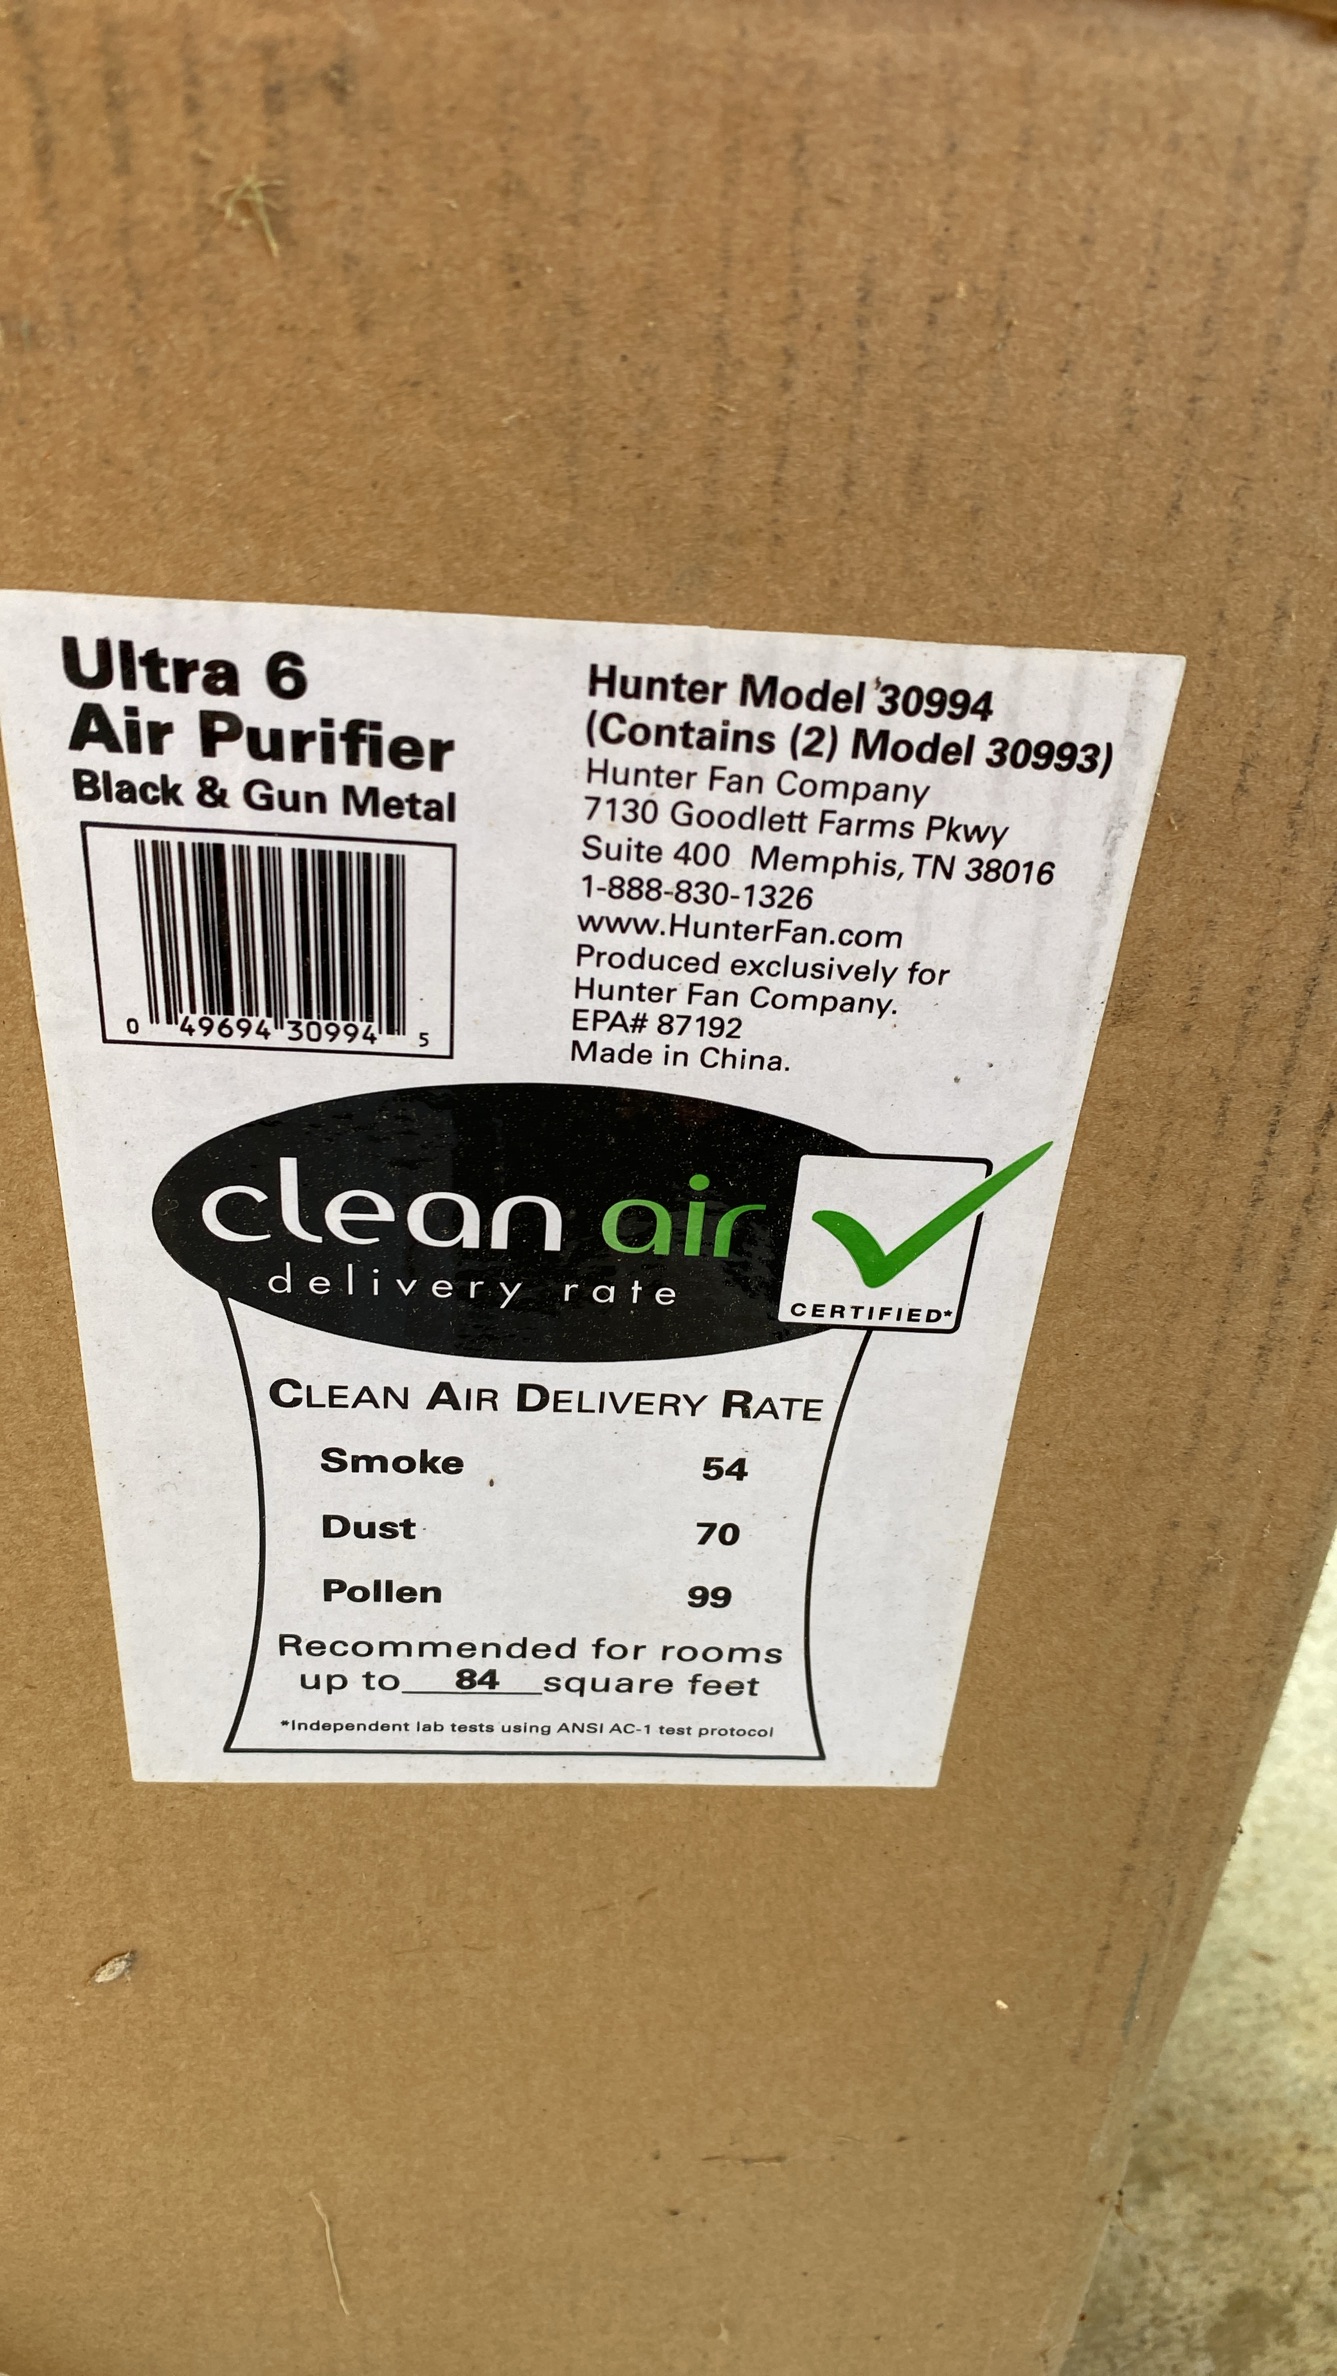 Ultra 6
Air Purifier
Black & Gun Metal
0 49694 30994 5
Hunter Model 30994
(Contains (2) Model 30993)
Hunter Fan Company
7130 Goodlett Farms Pkwy
Suite 400 Memphis, TN 38016
1-888-830-1326
www.HunterFan.com
Produced exclusively for
Hunter Fan Company.
EPA# 87192
Made in China.
clean air
delivery rate
CERTIFIED*
CLEAN AIR DELIVERY RATE
Smoke 54
Dust 70
Pollen 99
Recommended for rooms
up to 84 square feet
*Independent lab tests using ANSI AC-1 test protocol